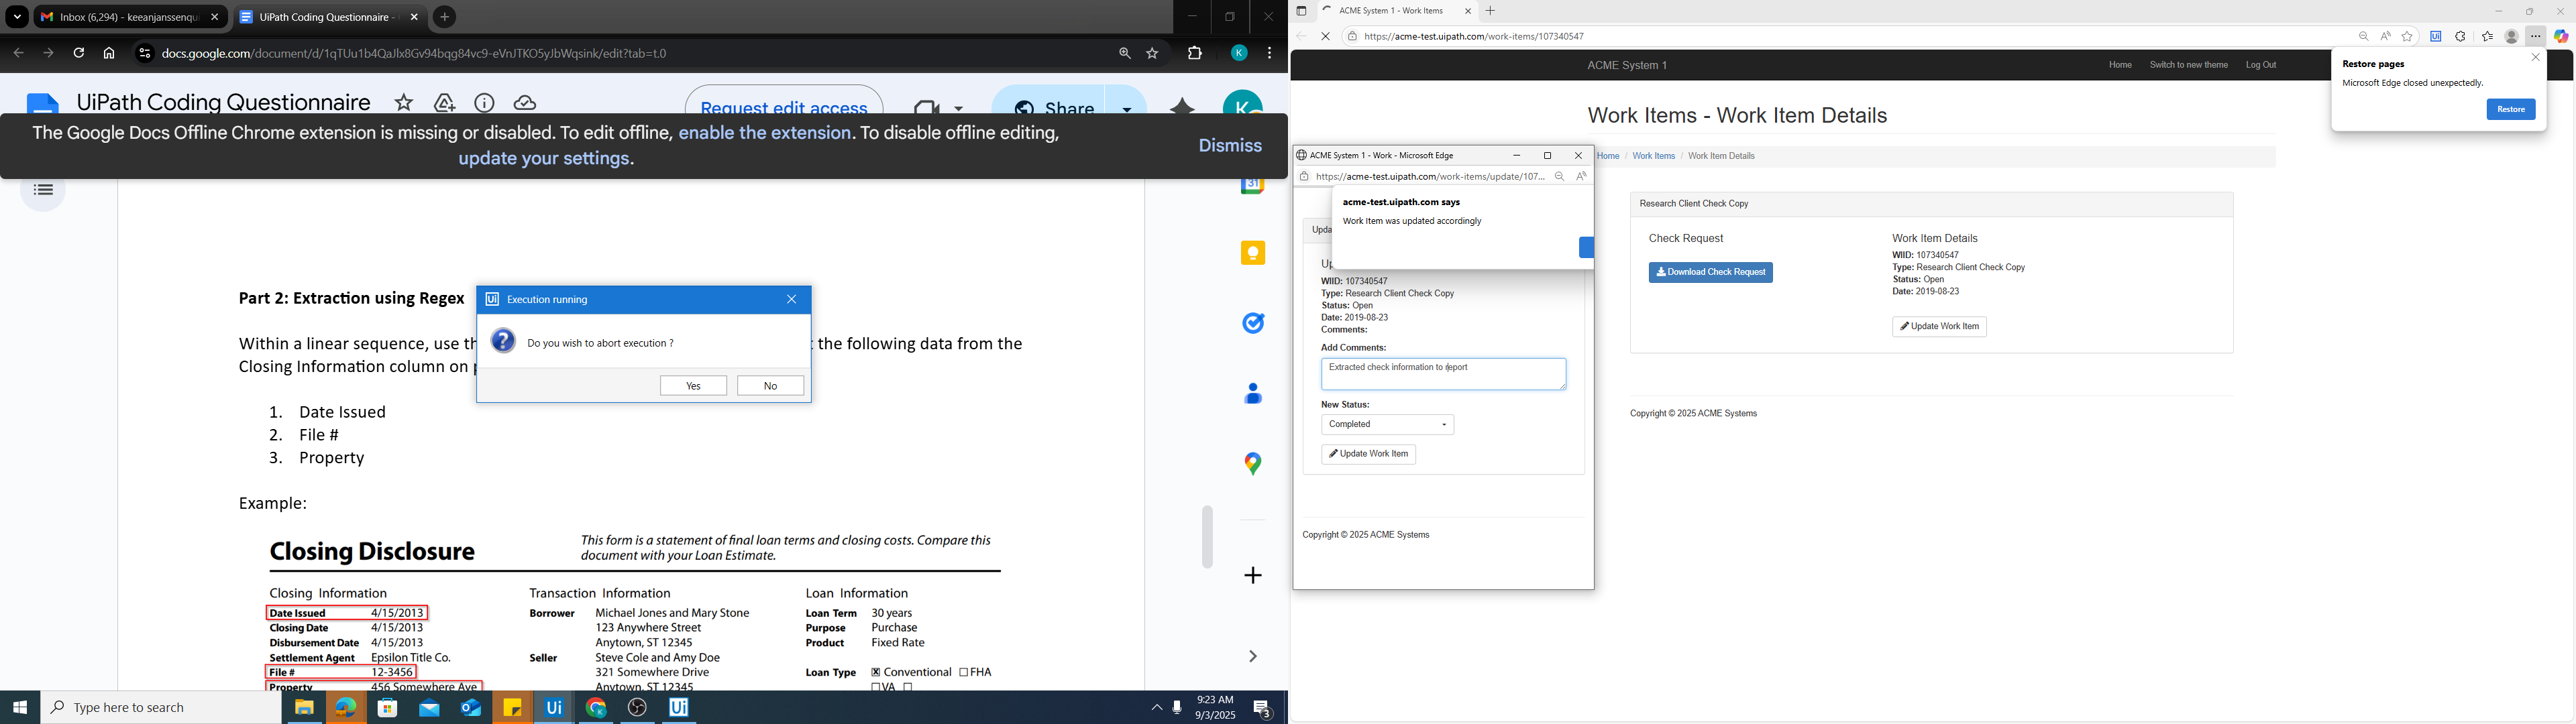 Inbox (6,294) - keeanjanssenqui
UiPath Coding Questionnaire -
docs.google.com/document/d/1qTUu1b4QaJlx8Gv94bqg84vc9-eVnJTKO5yJbWqsink/edit?tab=t.0
K
UiPath Coding Questionnaire
Request edit access
Share
The Google Docs Offline Chrome extension is missing or disabled. To edit offline, enable the extension. To disable offline editing,
update your settings.
Dismiss
31
Part 2: Extraction using Regex
Within a linear sequence, use th
the following data from the
Closing Information column on
1. Date Issued
2. File #
3. Property
Example:
Ui Execution running
Do you wish to abort execution ?
Yes
No
Closing Disclosure
This form is a statement of final loan terms and closing costs. Compare this
document with your Loan Estimate.
Closing Information
Date Issued 4/15/2013
Closing Date 4/15/2013
Disbursement Date 4/15/2013
Settlement Agent Epsilon Title Co.
File # 12-3456
Property 456 Somewhere Ave
Transaction Information
Borrower Michael Jones and Mary Stone
123 Anywhere Street
Anytown, ST 12345
Seller Steve Cole and Amy Doe
321 Somewhere Drive
Anytown, ST 12345
Loan Information
Loan Term 30 years
Purpose Purchase
Product Fixed Rate
Loan Type ☒ Conventional ☐ FHA
☐ VA ☐
Type here to search
Ui
Ui
9:23 AM
9/3/2025
3
ACME System 1 - Work Items
https://acme-test.uipath.com/work-items/107340547
ACME System 1
Home
Switch to new theme
Log Out
Restore pages
Microsoft Edge closed unexpectedly.
Restore
Work Items - Work Item Details
Home / Work Items / Work Item Details
Research Client Check Copy
Check Request
Download Check Request
Work Item Details
WIID: 107340547
Type: Research Client Check Copy
Status: Open
Date: 2019-08-23
Update Work Item
Copyright © 2025 ACME Systems
ACME System 1 - Work - Microsoft Edge
https://acme-test.uipath.com/work-items/update/107...
acme-test.uipath.com says
Work Item was updated accordingly
Upda
Up
WIID: 107340547
Type: Research Client Check Copy
Status: Open
Date: 2019-08-23
Comments:
Add Comments:
Extracted check information to report
New Status:
Completed
Update Work Item
Copyright © 2025 ACME Systems